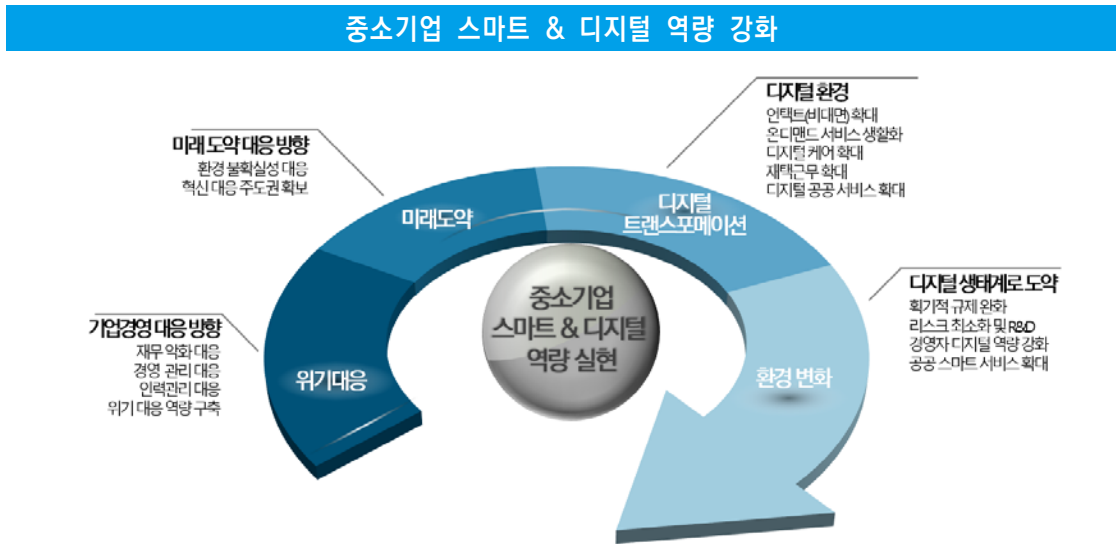 중소기업 스마트 & 디지털 역량 강화
디지털 환경
언택트(비대면) 확대
온디맨드 서비스 생활화
디지털 케어 확대
재택근무 확대
디지털 공공 서비스 확대
미래 도약 대응 방향
환경 불확실성 대응
혁신 대응 주도권 확보
미래도약
디지털
트랜스포메이션
디지털 생태계로 도약
획기적 규제 완화
리스크 최소화 및 R&D
경영자 디지털 역량 강화
공공 스마트 서비스 확대
중소기업
스마트 & 디지털
역량 실현
기업경영 대응 방향
재무 악화 대응
경영 관리 대응
인력관리 대응
위기 대응 역량 구축
위기대응
환경 변화